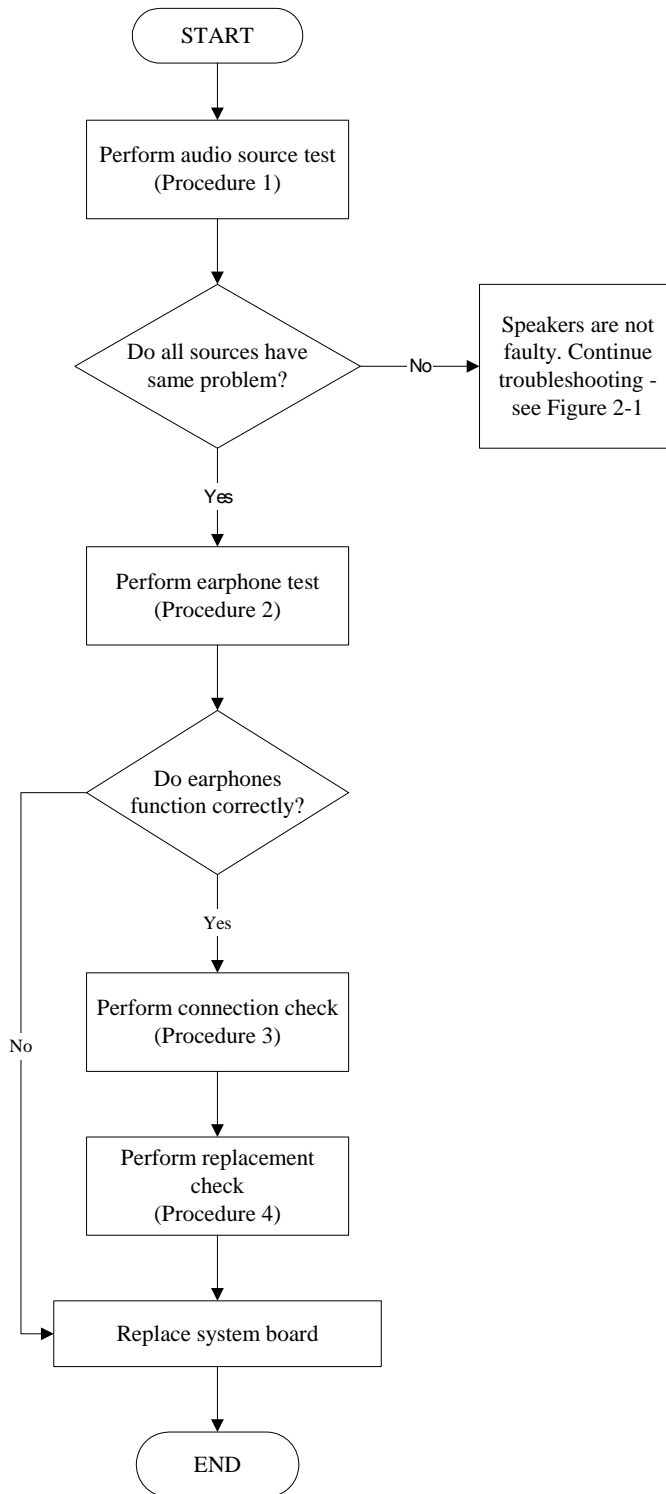 START
Perform audio source test
(Procedure 1)
Do all sources have
same problem?
No
Speakers are not
faulty. Continue
troubleshooting -
see Figure 2-1
Yes
Perform earphone test
(Procedure 2)
Do earphones
function correctly?
Yes
Perform connection check
(Procedure 3)
No
Perform replacement
check
(Procedure 4)
Replace system board
END